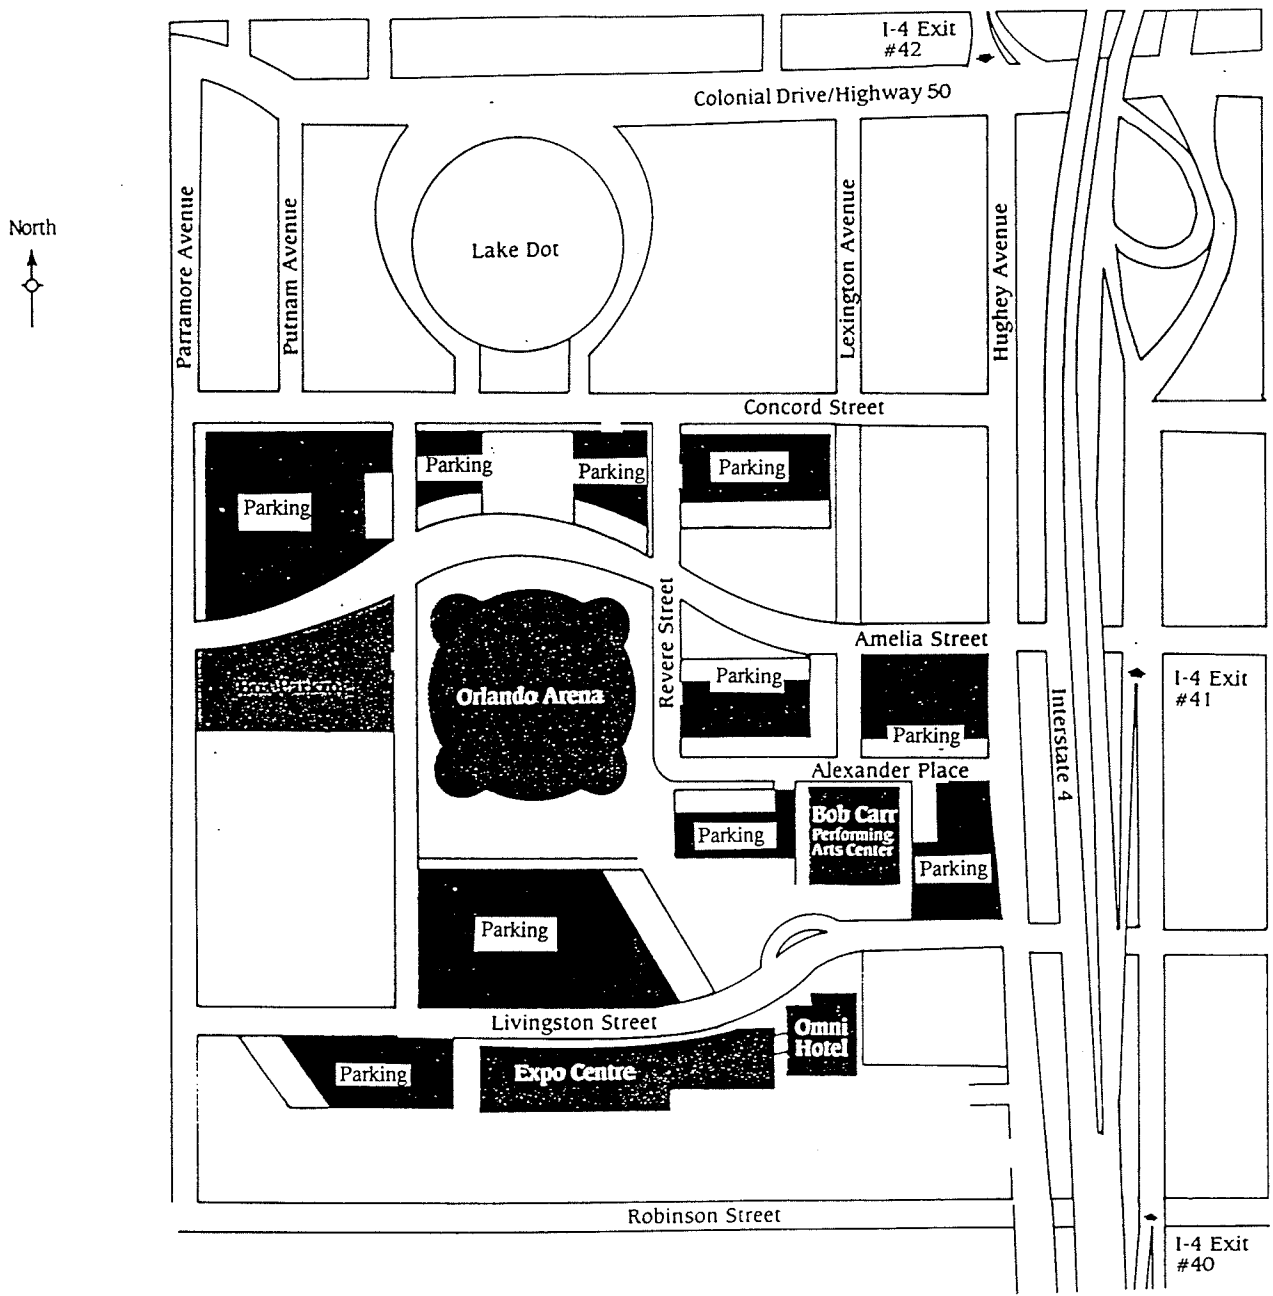 I-4 Exit
#42
Colonial Drive/Highway 50
North
Parramore Avenue
Putnam Avenue
Lake Dot
Lexington Avenue
Hughey Avenue
Concord Street
Parking
Parking
Parking
Parking
Revere Street
Amelia Street
Orlando Arena
Parking
Parking
I-4 Exit
#41
Interstate 4
Alexander Place
Bob Carr
Performing
Arts Center
Parking
Parking
Parking
Livingston Street
Omni
Hotel
Expo Centre
Parking
Robinson Street
I-4 Exit
#40